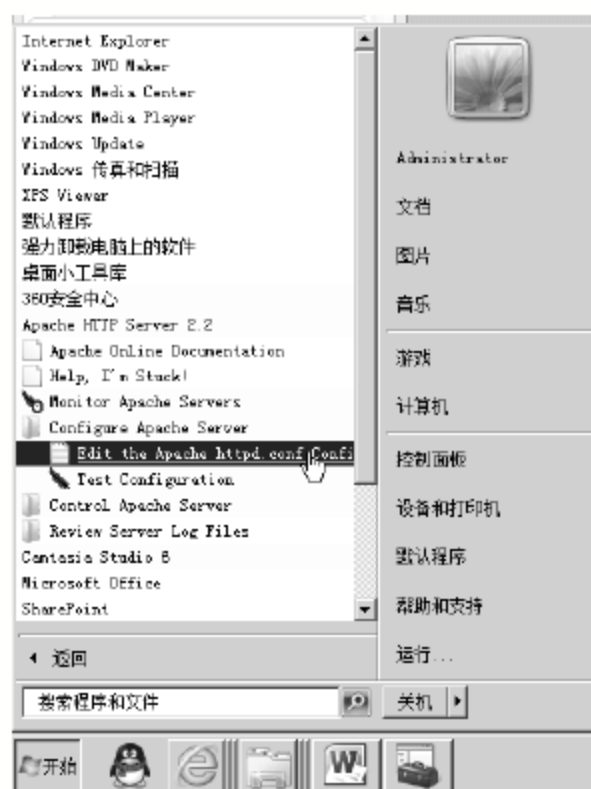 Internet Explorer
Windows DVD Maker
Windows Media Center
Windows Media Player
Windows Update
Windows 传真和扫描
XPS Viewer
默认程序
强力卸载电脑上的软件
桌面小工具库
360安全中心
Apache HTTP Server 2.2
Apache Online Documentation
Help, I'm Stuck!
Monitor Apache Servers
Configure Apache Server
Edit the Apache httpd.conf Confi
Test Configuration
Control Apache Server
Review Server Log Files
Camtasia Studio 6
Microsoft Office
SharePoint
返回
搜索程序和文件
Administrator
文档
图片
音乐
游戏
计算机
控制面板
设备和打印机
默认程序
帮助和支持
运行...
关机
开始
W